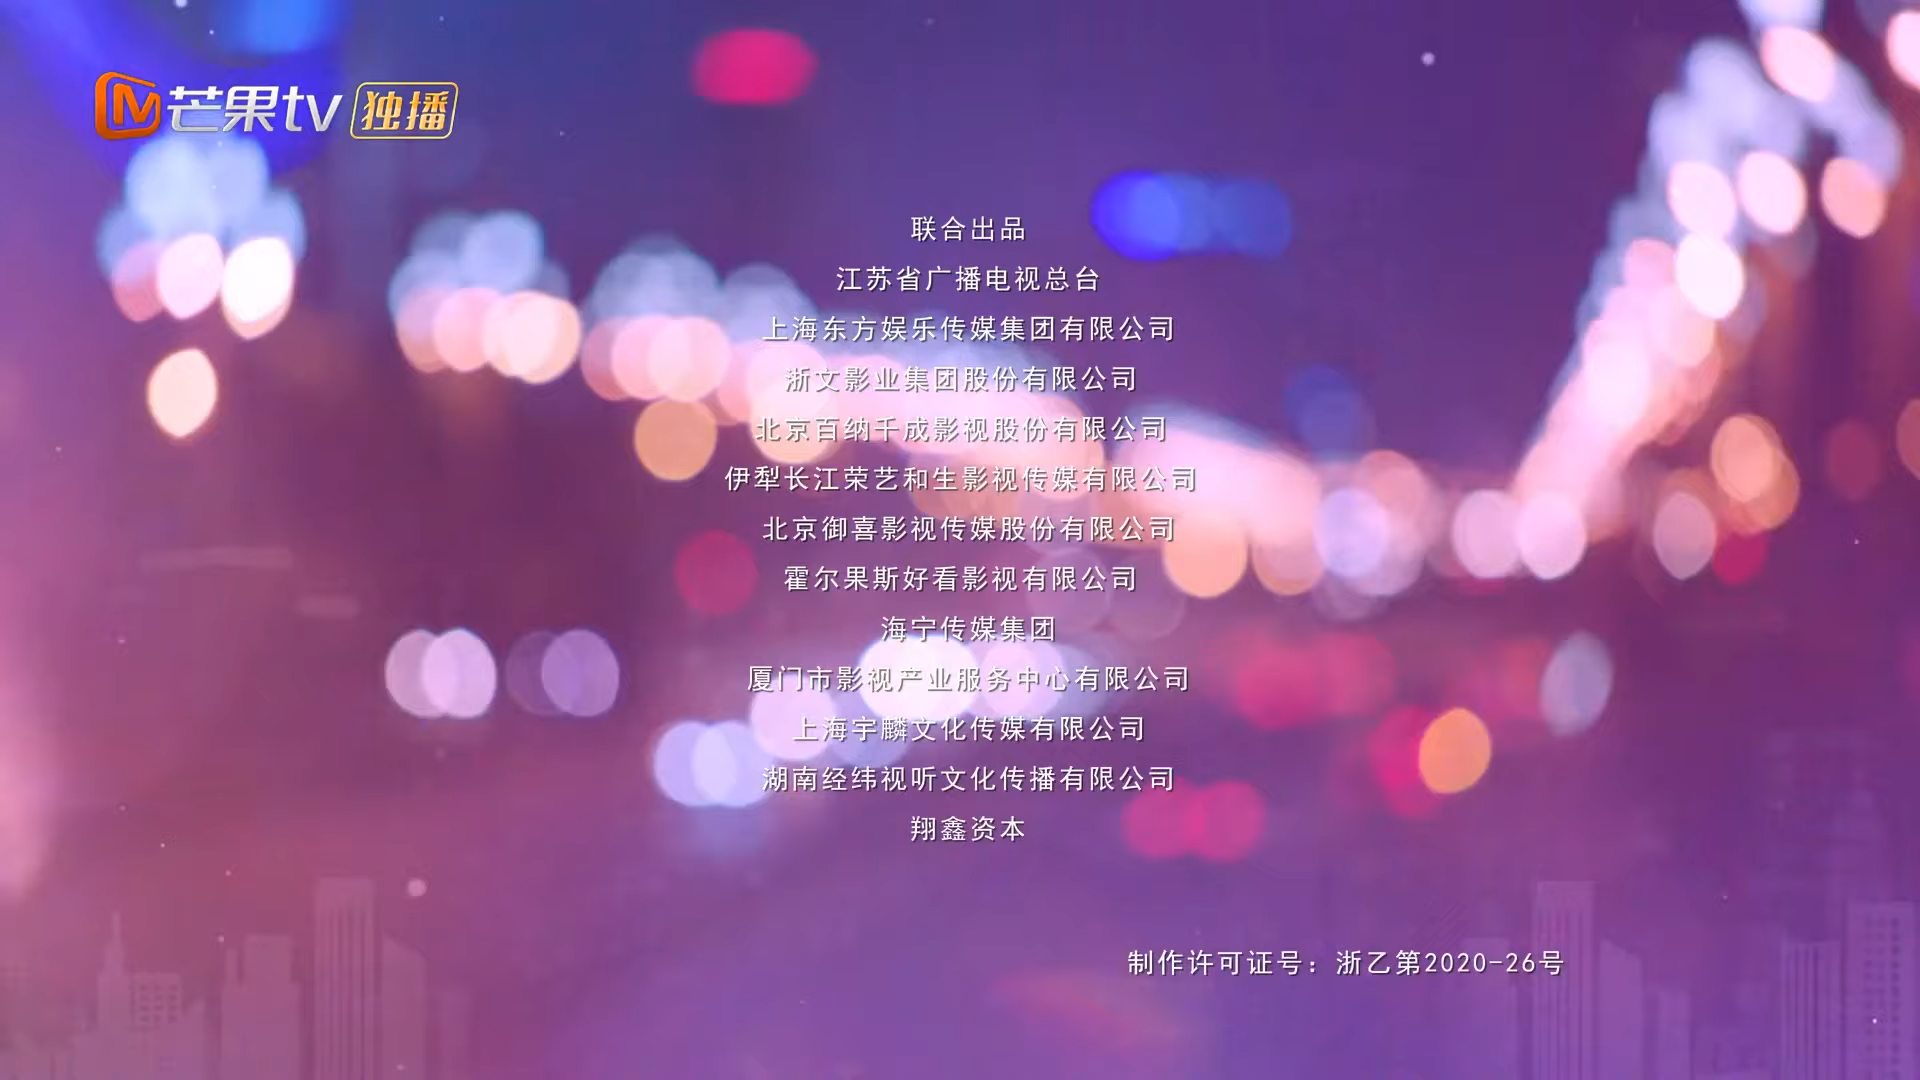 芒果tv 独播
联合出品
江苏省广播电视总台
上海东方娱乐传媒集团有限公司
浙文影业集团股份有限公司
北京百纳千成影视股份有限公司
伊犁长江荣艺和生影视传媒有限公司
北京御喜影视传媒股份有限公司
霍尔果斯好看影视有限公司
海宁传媒集团
厦门市影视产业服务中心有限公司
上海宇麟文化传媒有限公司
湖南经纬视听文化传播有限公司
翔鑫资本
制作许可证号：浙乙第2020-26号